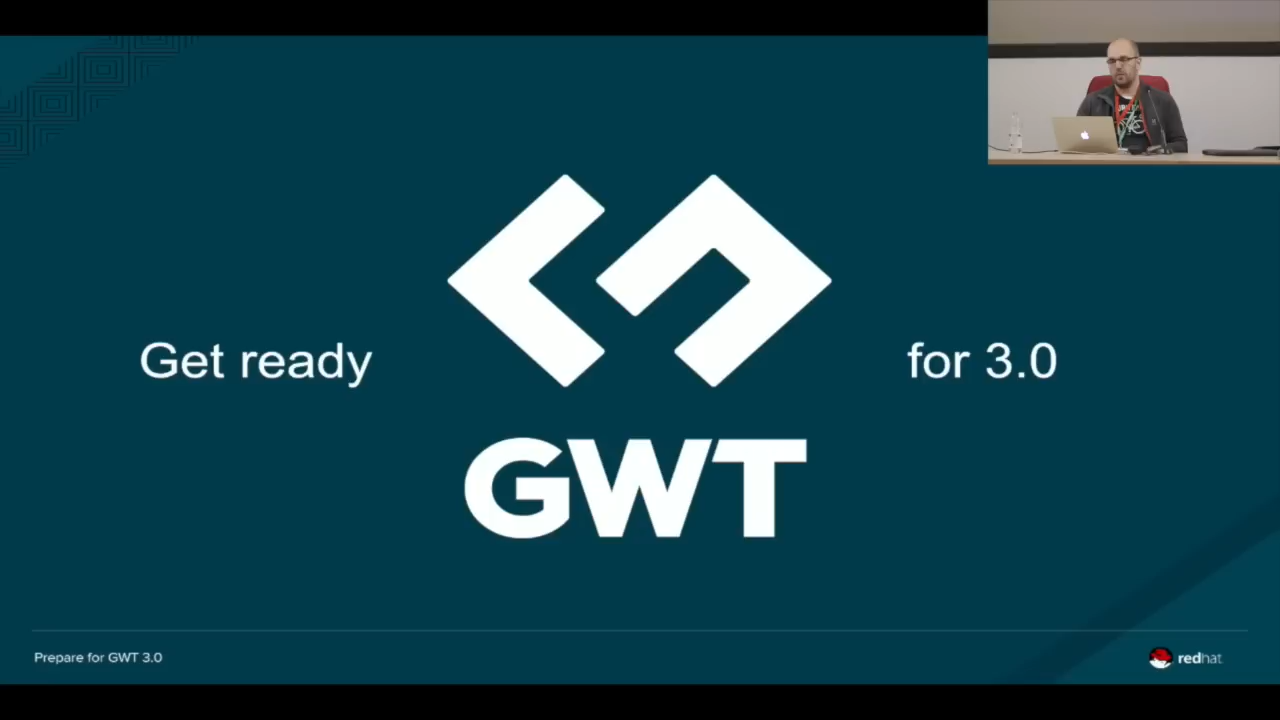 Get ready
for 3.0
GWT
Prepare for GWT 3.0
redhat